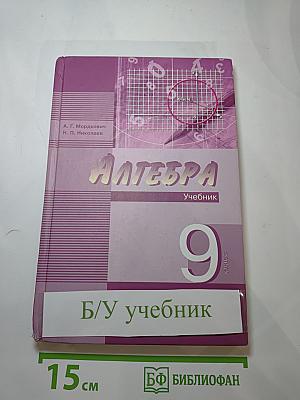 А. Г. Мордкович
Н. П. Николаев
АЛГЕБРА
Учебник
9
класс
Б/У учебник
15 см
БФ БИБЛИОФАН